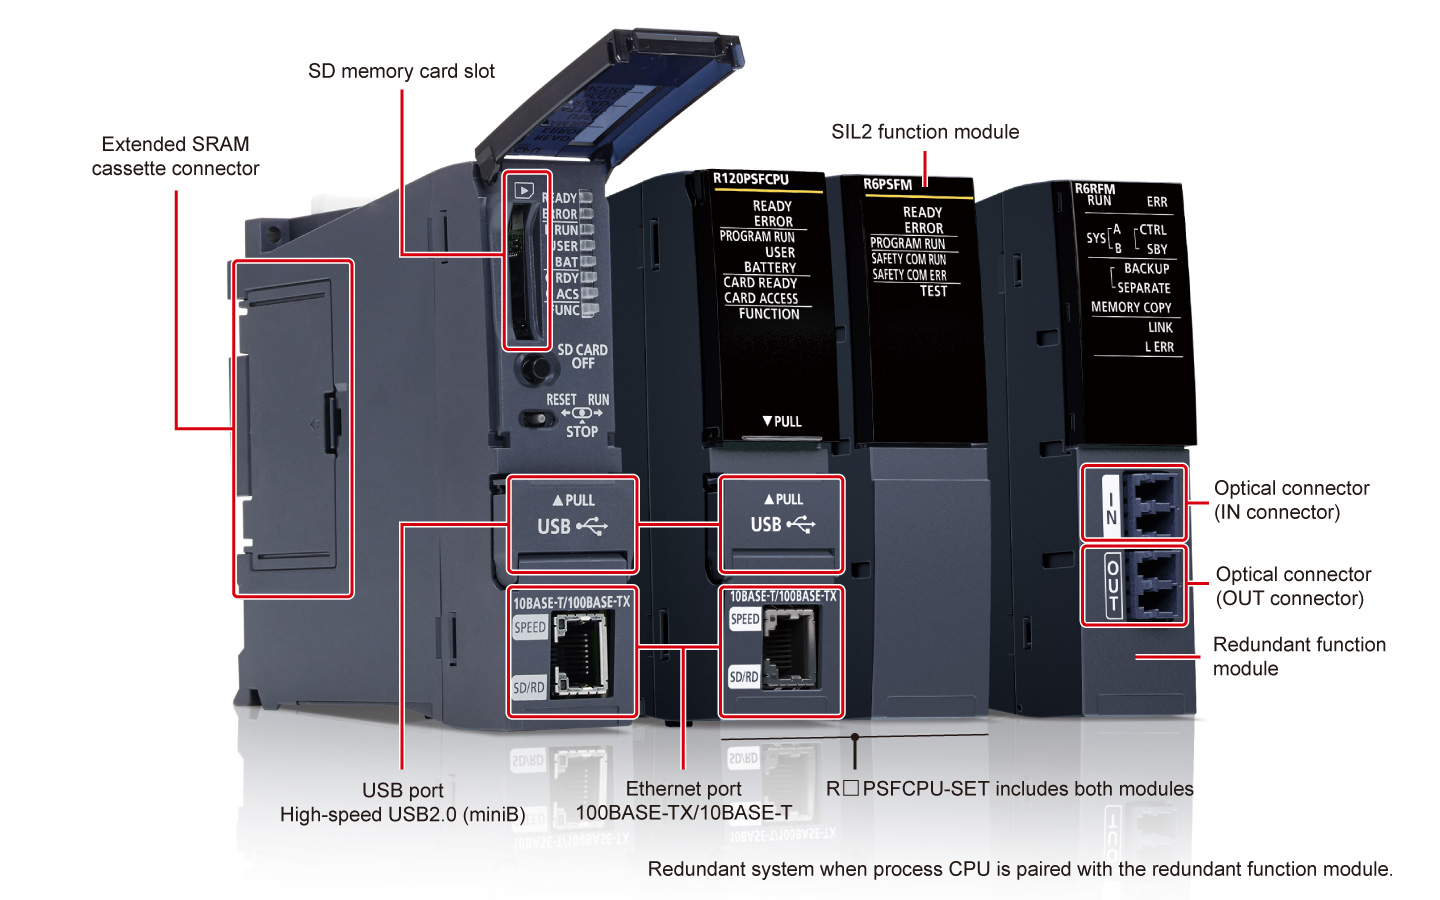 SD memory card slot
Extended SRAM
cassette connector
SIL2 function module
READY
ERROR
RUN
USER
BAT
RDY
ACS
FUNC
SD CARD
OFF
RESET RUN
STOP
▲PULL
USB
10BASE-T/100BASE-TX
SPEED
SD/RD
R120PSFCPU
READY
ERROR
PROGRAM RUN
USER
BATTERY
CARD READY
CARD ACCESS
FUNCTION
▼PULL
▲PULL
USB
10BASE-T/100BASE-TX
SPEED
SD/RD
R6PSFM
READY
ERROR
PROGRAM RUN
SAFETY COM RUN
SAFETY COM ERR
TEST
R6RFM
RUN ERR
SYS A CTRL
B SBY
BACKUP
SEPARATE
MEMORY COPY
LINK
L ERR
IN
OUT
Optical connector
(IN connector)
Optical connector
(OUT connector)
Redundant function
module
USB port
High-speed USB2.0 (miniB)
Ethernet port
100BASE-TX/10BASE-T
R□PSFCPU-SET includes both modules
Redundant system when process CPU is paired with the redundant function module.